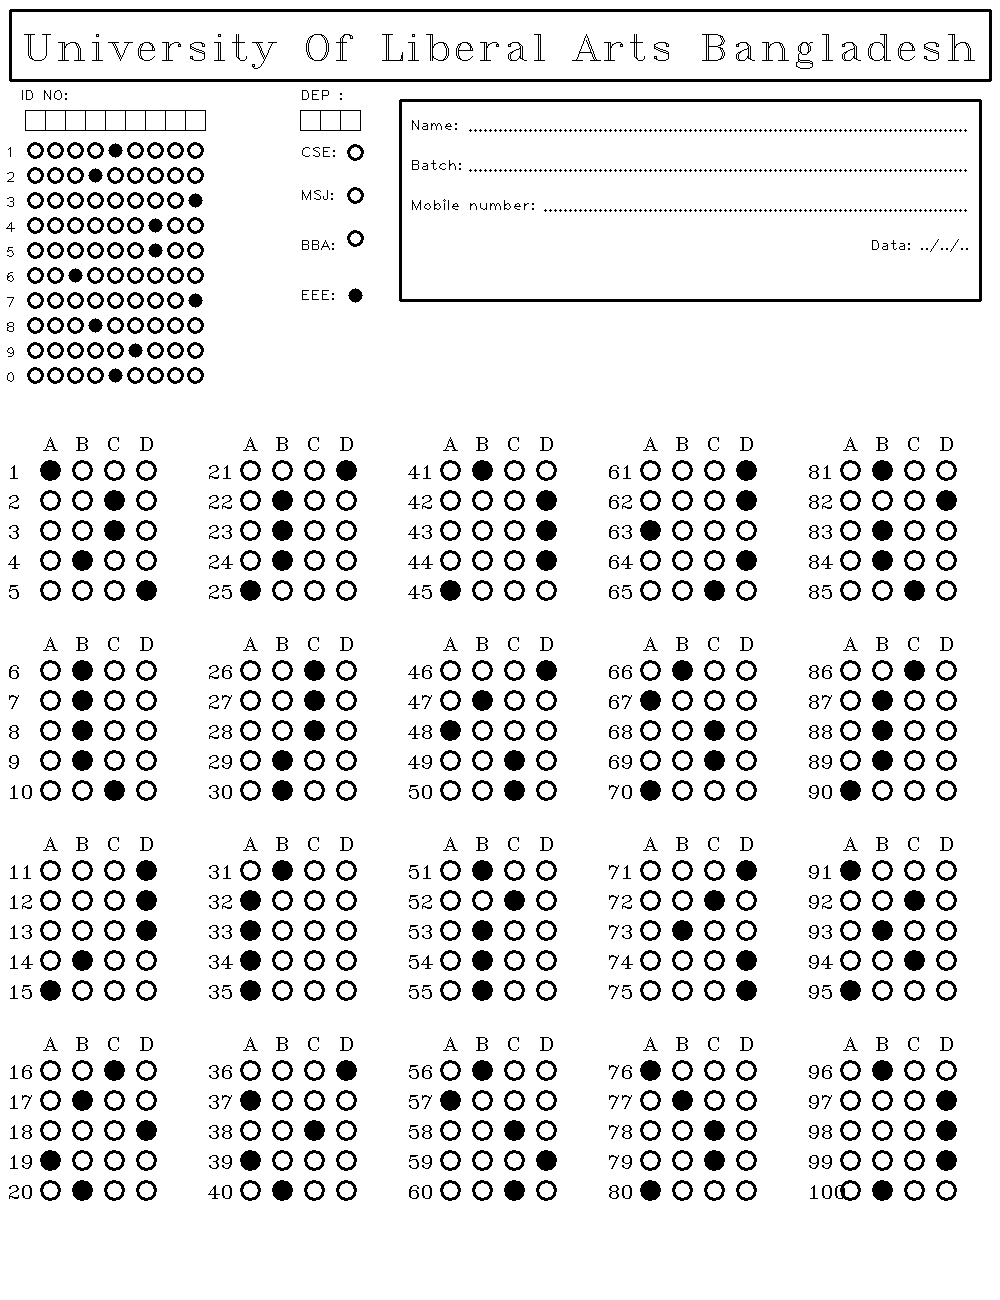 University Of Liberal Arts Bangladesh
ID NO:
DEP :
Name: ................................................
Batch: ................................................
Mobile number: ................................................
Data: ../../..
CSE:
MSJ:
BBA:
EEE:
1
2
3
4
5
6
7
8
9
0
A B C D A B C D A B C D A B C D A B C D
1 21 41 61 81
2 22 42 62 82
3 23 43 63 83
4 24 44 64 84
5 25 45 65 85
A B C D A B C D A B C D A B C D A B C D
6 26 46 66 86
7 27 47 67 87
8 28 48 68 88
9 29 49 69 89
10 30 50 70 90
A B C D A B C D A B C D A B C D A B C D
11 31 51 71 91
12 32 52 72 92
13 33 53 73 93
14 34 54 74 94
15 35 55 75 95
A B C D A B C D A B C D A B C D A B C D
16 36 56 76 96
17 37 57 77 97
18 38 58 78 98
19 39 59 79 99
20 40 60 80 100